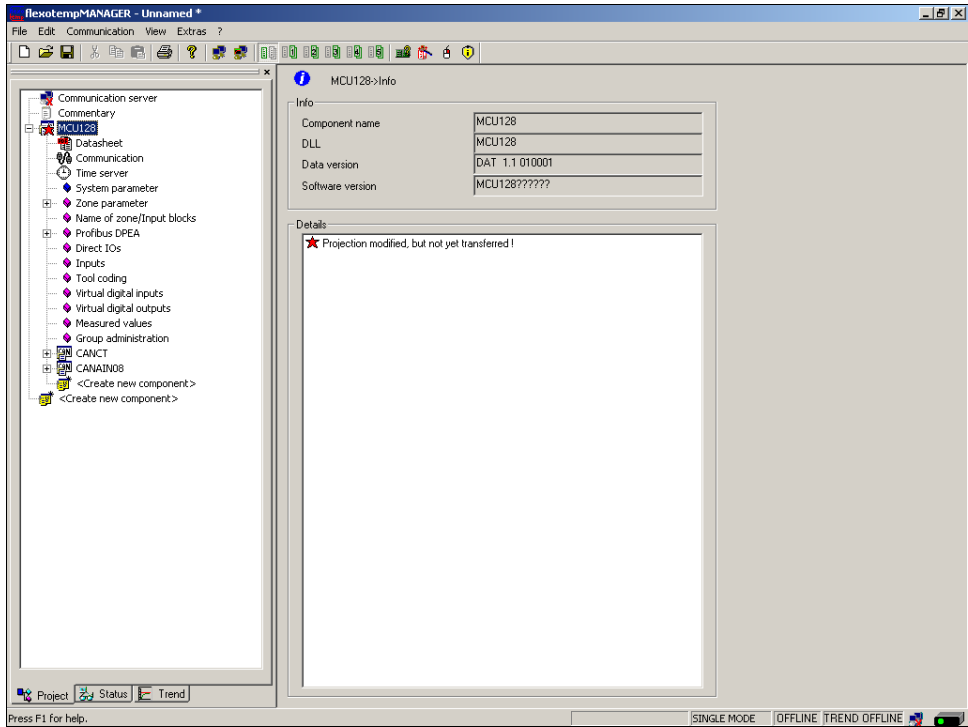 flexotempMANAGER - Unnamed *
File Edit Communication View Extras ?
Communication server
Commentary
MCU128
Datasheet
Communication
Time server
System parameter
Zone parameter
Name of zone/Input blocks
Profibus DPEA
Direct IOs
Inputs
Tool coding
Virtual digital inputs
Virtual digital outputs
Measured values
Group administration
CANCT
CANAIN08
<Create new component>
<Create new component>
Project Status Trend
MCU128->Info
Info
Component name MCU128
DLL MCU128
Data version DAT 1.1 010001
Software version MCU128??????
Details
Projection modified, but not yet transferred !
Press F1 for help.
SINGLE MODE OFFLINE TREND OFFLINE